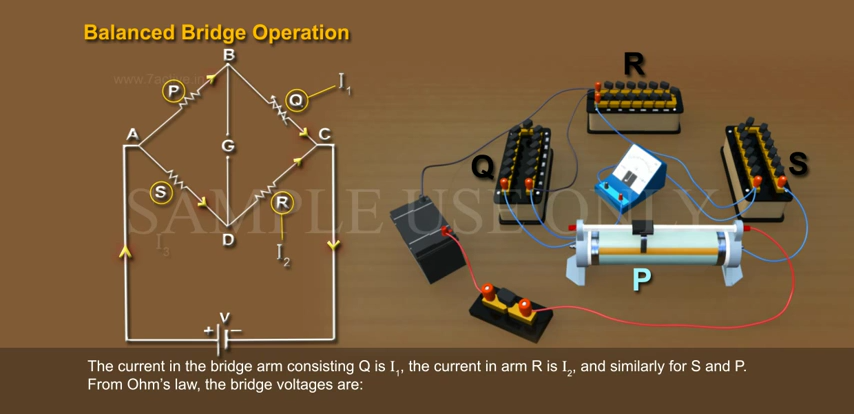 Balanced Bridge Operation
B
P
Q
I₁
A
G
C
S
R
D
I₃
I₂
V
+ −
R
Q
S
P
SAMPLE USE ONLY
The current in the bridge arm consisting Q is I₁, the current in arm R is I₂, and similarly for S and P.
From Ohm's law, the bridge voltages are: